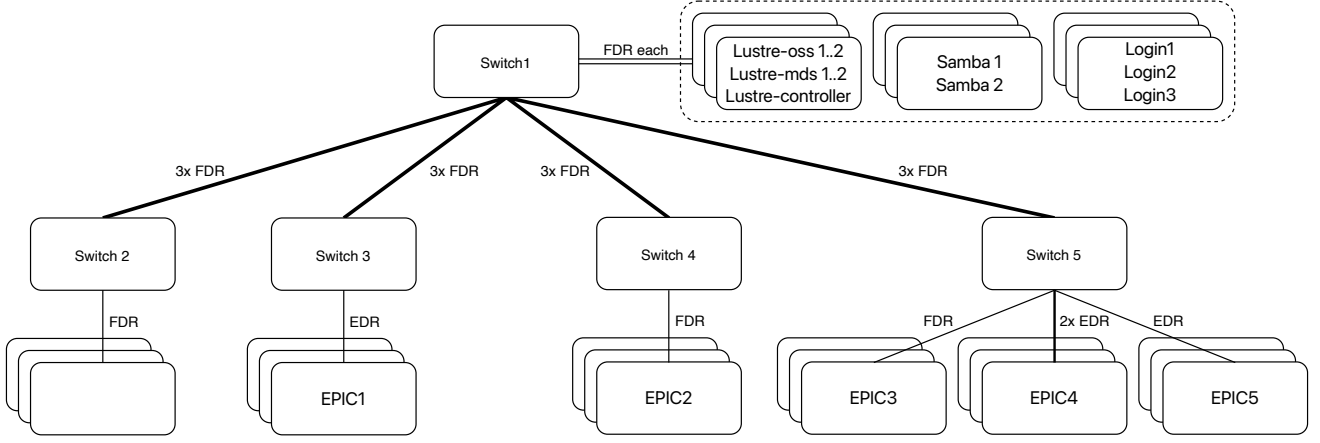 Switch1
FDR each
Lustre-oss 1..2
Lustre-mds 1..2
Lustre-controller
Samba 1
Samba 2
Login1
Login2
Login3
3x FDR
3x FDR
3x FDR
3x FDR
Switch 2
Switch 3
Switch 4
Switch 5
FDR
EDR
FDR
FDR
2x EDR
EDR
EPIC1
EPIC2
EPIC3
EPIC4
EPIC5